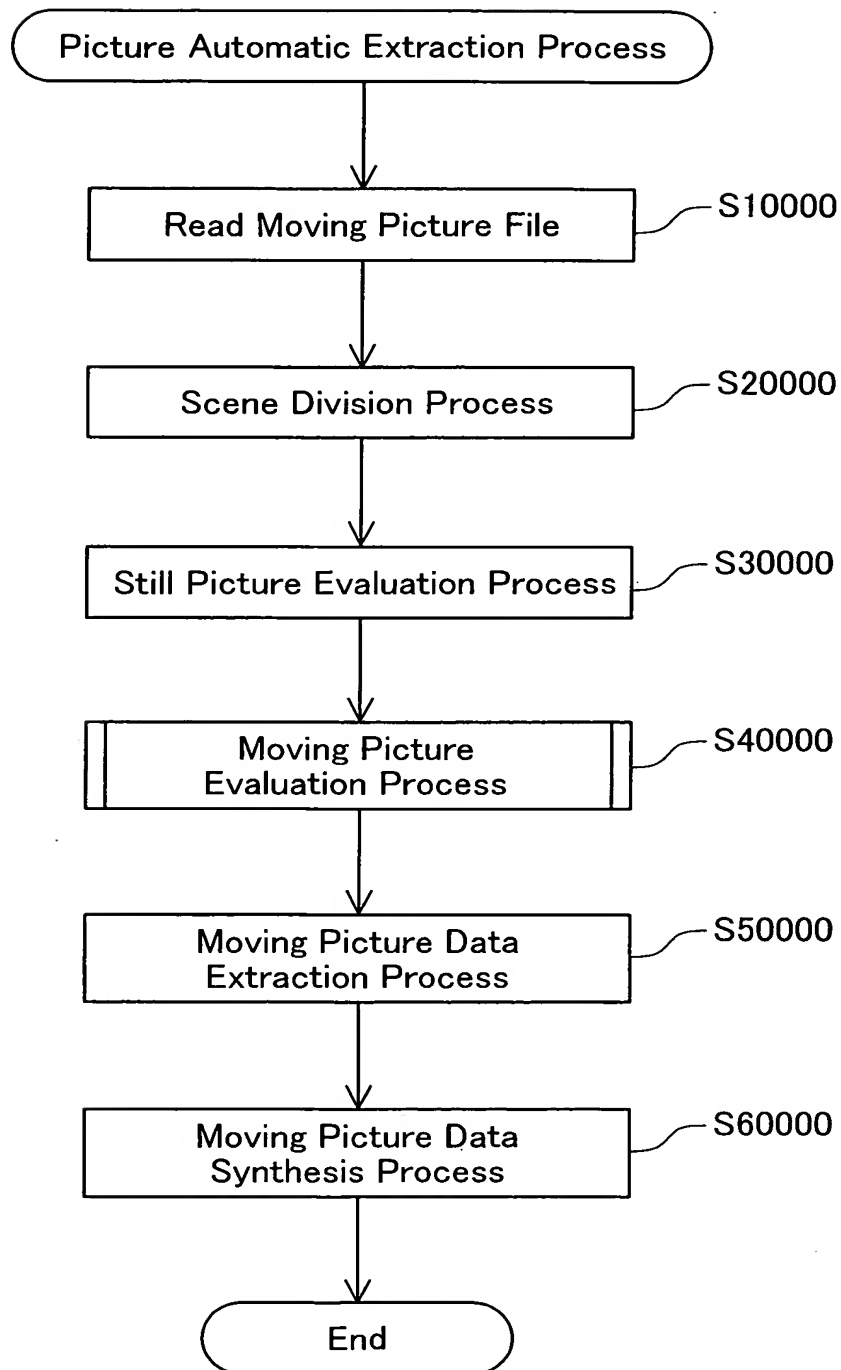 Picture Automatic Extraction Process
Read Moving Picture File
S10000
Scene Division Process
S20000
Still Picture Evaluation Process
S30000
Moving Picture
Evaluation Process
S40000
Moving Picture Data
Extraction Process
S50000
Moving Picture Data
Synthesis Process
S60000
End